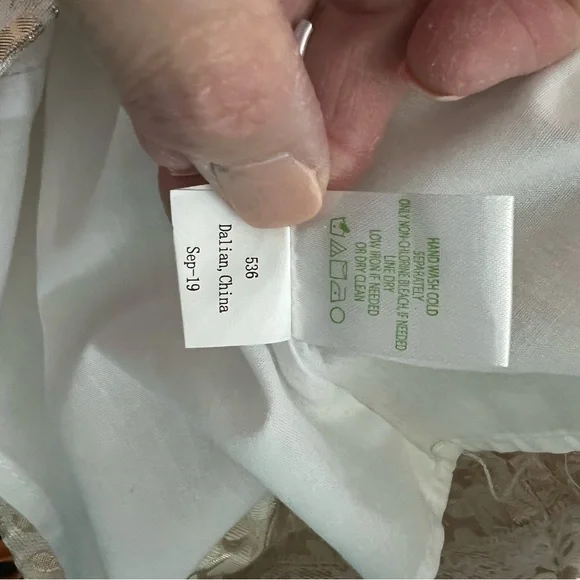 536
Dalian, China
Sep-19
HAND WASH COLD
SEPARATELY
ONLY NON-CHLORINE BLEACH, IF NEEDED
LINE DRY
LOW IRON IF NEEDED
OR DRY CLEAN